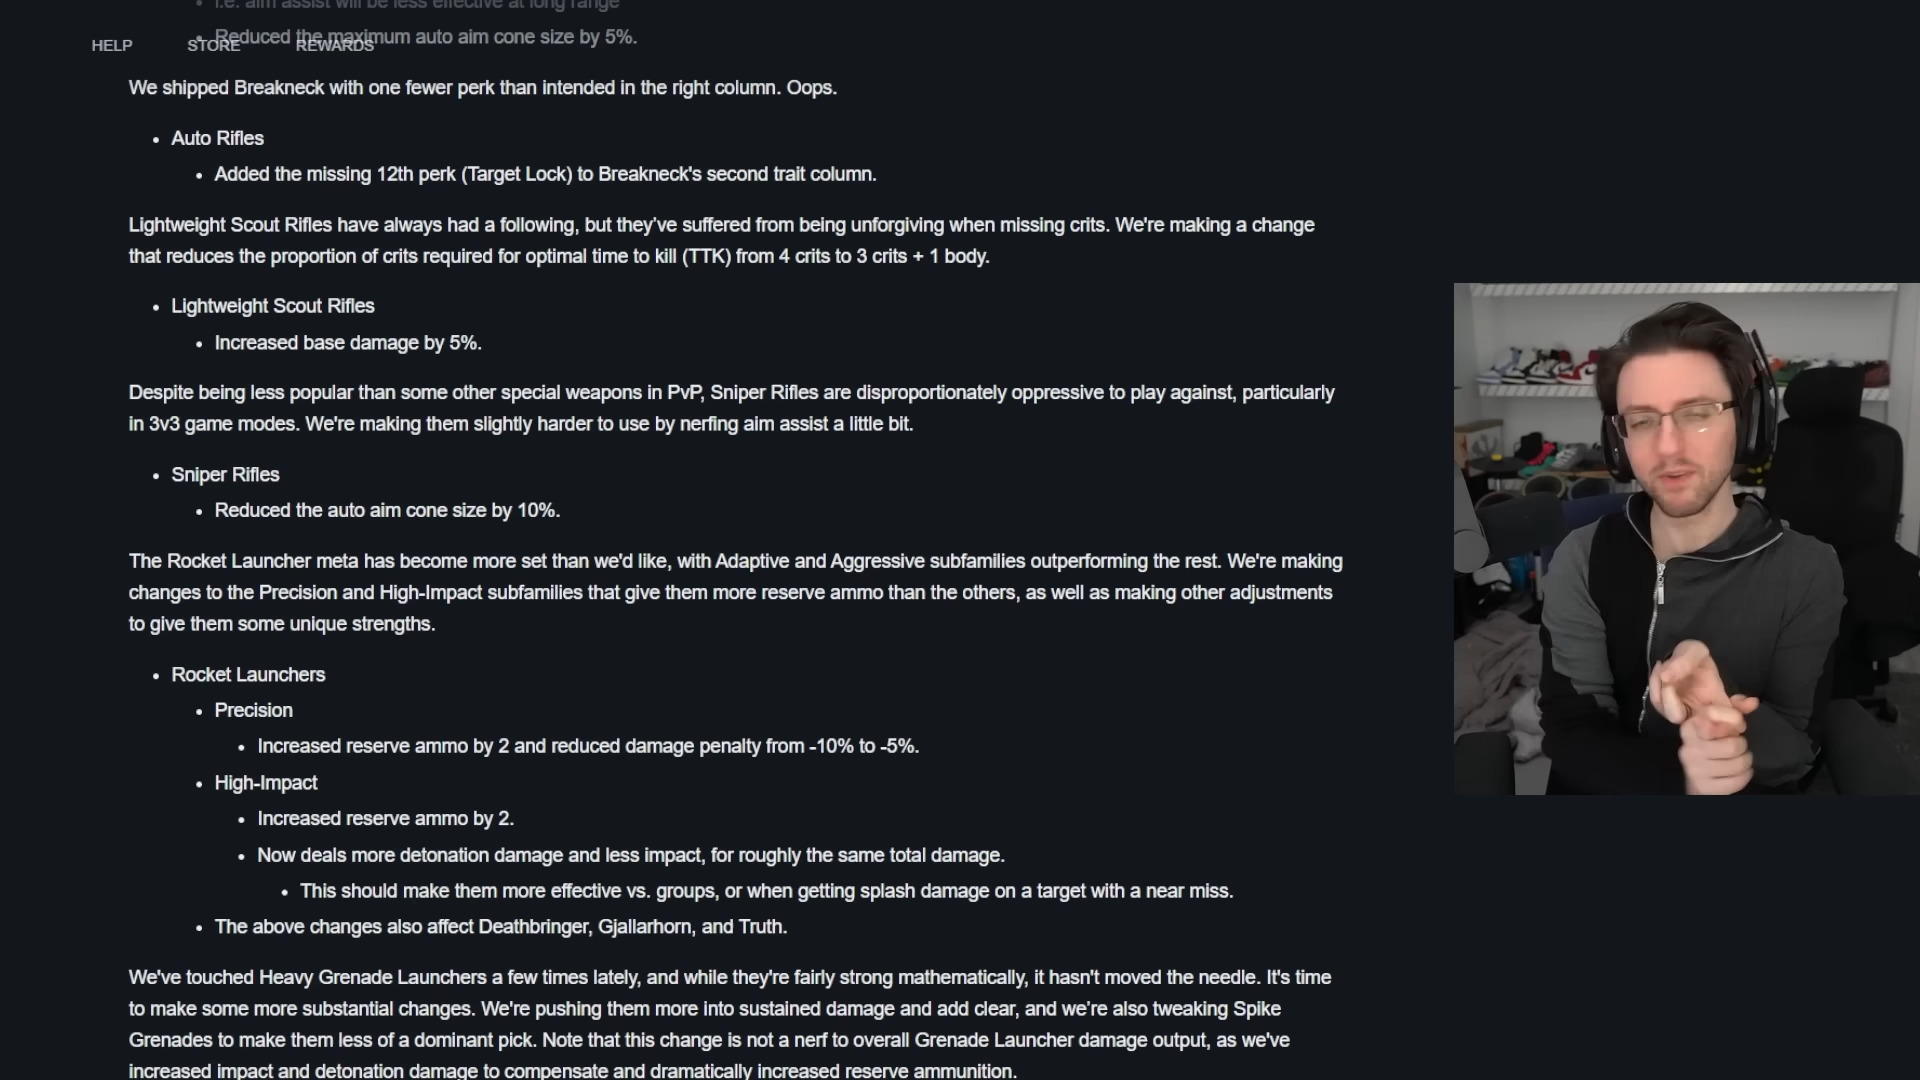 i.e. aim assist will be less effective at long range
Reduced the maximum auto aim cone size by 5%.
HELP STORE REWARDS
We shipped Breakneck with one fewer perk than intended in the right column. Oops.
Auto Rifles
Added the missing 12th perk (Target Lock) to Breakneck's second trait column.
Lightweight Scout Rifles have always had a following, but they've suffered from being unforgiving when missing crits. We're making a change
that reduces the proportion of crits required for optimal time to kill (TTK) from 4 crits to 3 crits + 1 body.
Lightweight Scout Rifles
Increased base damage by 5%.
Despite being less popular than some other special weapons in PvP, Sniper Rifles are disproportionately oppressive to play against, particularly
in 3v3 game modes. We're making them slightly harder to use by nerfing aim assist a little bit.
Sniper Rifles
Reduced the auto aim cone size by 10%.
The Rocket Launcher meta has become more set than we'd like, with Adaptive and Aggressive subfamilies outperforming the rest. We're making
changes to the Precision and High-Impact subfamilies that give them more reserve ammo than the others, as well as making other adjustments
to give them some unique strengths.
Rocket Launchers
Precision
Increased reserve ammo by 2 and reduced damage penalty from -10% to -5%.
High-Impact
Increased reserve ammo by 2.
Now deals more detonation damage and less impact, for roughly the same total damage.
This should make them more effective vs. groups, or when getting splash damage on a target with a near miss.
The above changes also affect Deathbringer, Gjallarhorn, and Truth.
We've touched Heavy Grenade Launchers a few times lately, and while they're fairly strong mathematically, it hasn't moved the needle. It's time
to make some more substantial changes. We're pushing them more into sustained damage and add clear, and we're also tweaking Spike
Grenades to make them less of a dominant pick. Note that this change is not a nerf to overall Grenade Launcher damage output, as we've
increased impact and detonation damage to compensate and dramatically increased reserve ammunition.